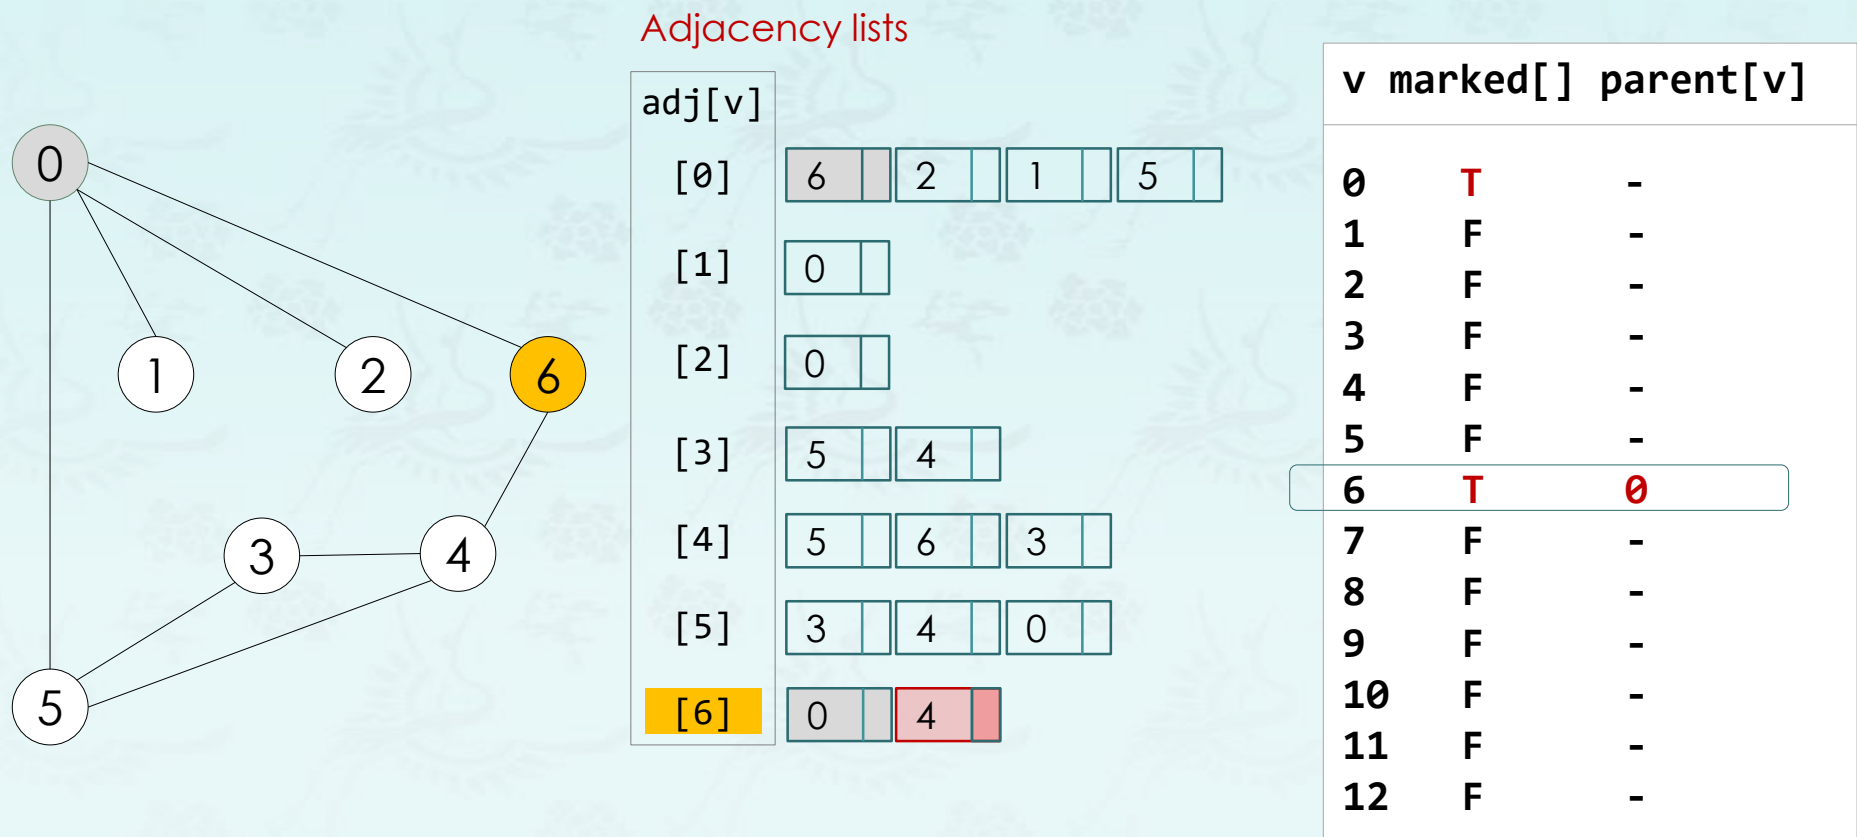 Adjacency lists
adj[v]
[0] 6 2 1 5
[1] 0
[2] 0
[3] 5 4
[4] 5 6 3
[5] 3 4 0
[6] 0 4
0
1 2 6
3 4
5
v marked[] parent[v]
0 T -
1 F -
2 F -
3 F -
4 F -
5 F -
6 T 0
7 F -
8 F -
9 F -
10 F -
11 F -
12 F -